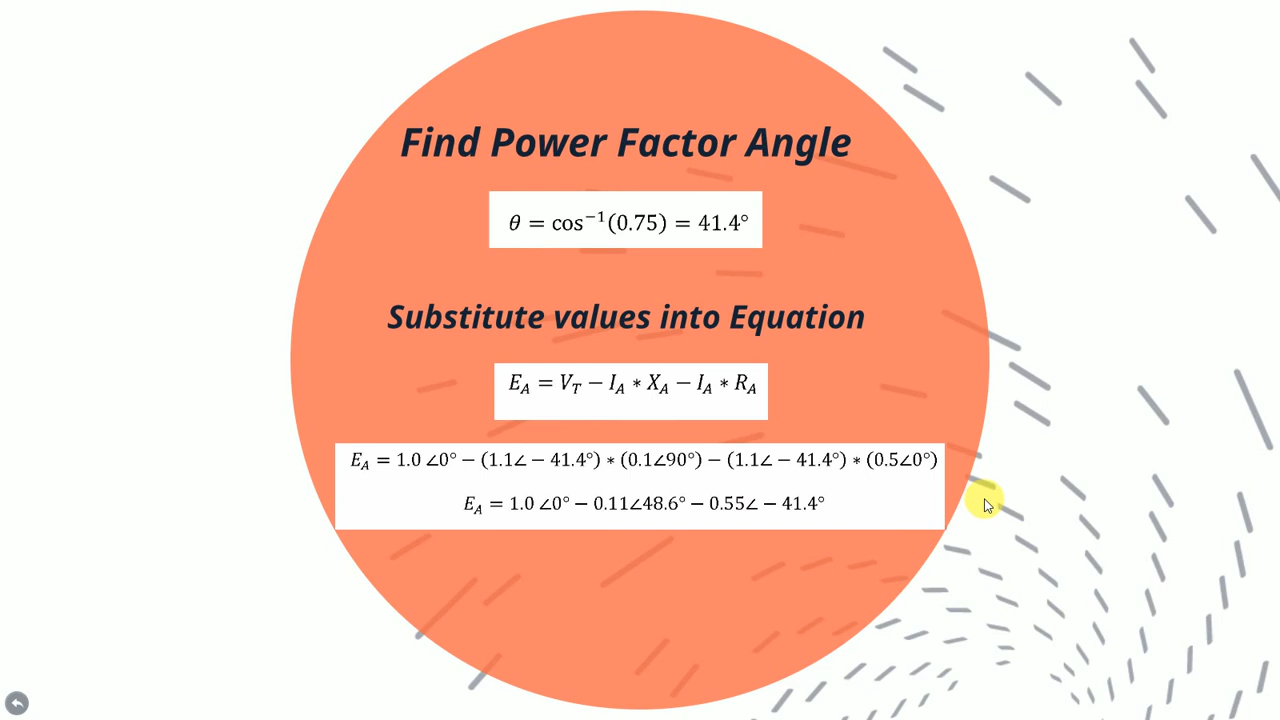 Find Power Factor Angle
θ = cos⁻¹(0.75) = 41.4°
Substitute values into Equation
E_A = V_T − I_A ∗ X_A − I_A ∗ R_A
E_A = 1.0 ∠0° − (1.1∠ − 41.4°) ∗ (0.1∠90°) − (1.1∠ − 41.4°) ∗ (0.5∠0°)
E_A = 1.0 ∠0° − 0.11∠48.6° − 0.55∠ − 41.4°